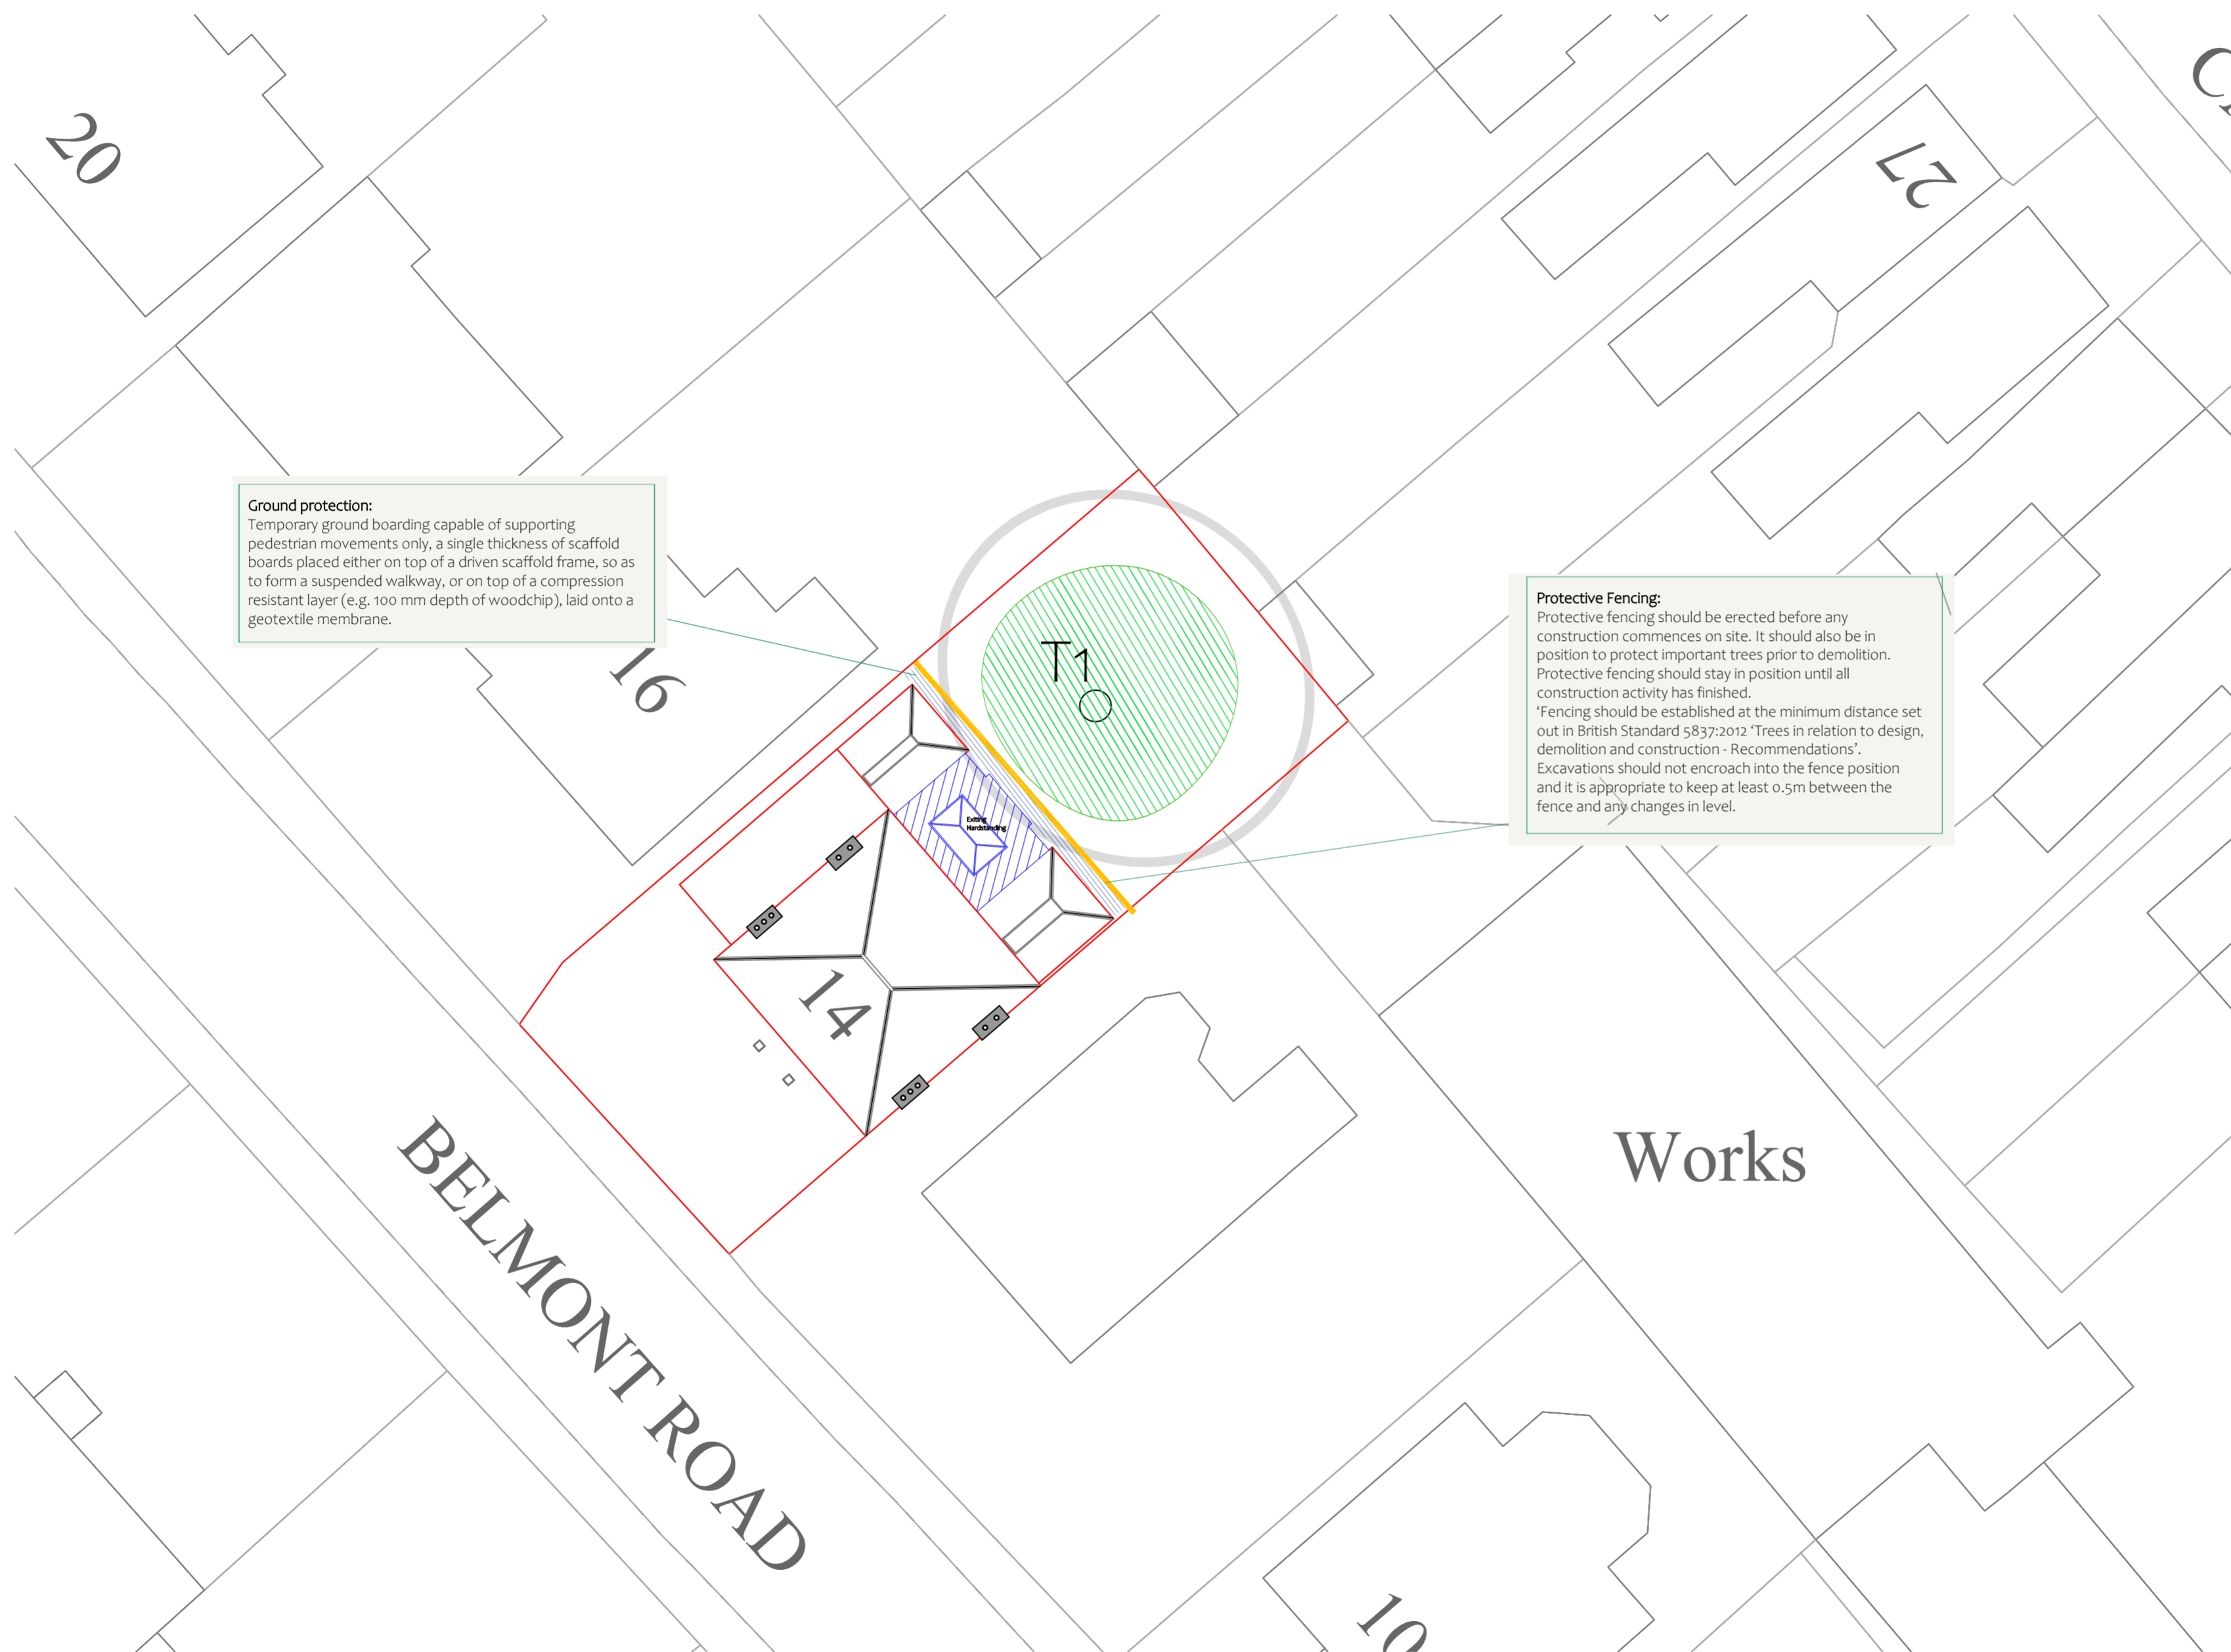 20
27
Ground protection:
Temporary ground boarding capable of supporting
pedestrian movements only, a single thickness of scaffold
boards placed either on top of a driven scaffold frame, so as
to form a suspended walkway, or on top of a compression
resistant layer (e.g. 100 mm depth of woodchip), laid onto a
geotextile membrane.
Protective Fencing:
Protective fencing should be erected before any
construction commences on site. It should also be in
position to protect important trees prior to demolition.
Protective fencing should stay in position until all
construction activity has finished.
‘Fencing should be established at the minimum distance set
out in British Standard 5837:2012 ‘Trees in relation to design,
demolition and construction - Recommendations’.
Excavations should not encroach into the fence position
and it is appropriate to keep at least 0.5m between the
fence and any changes in level.
T1
16
Exiting
Hardstanding
14
Works
BELMONT ROAD
10